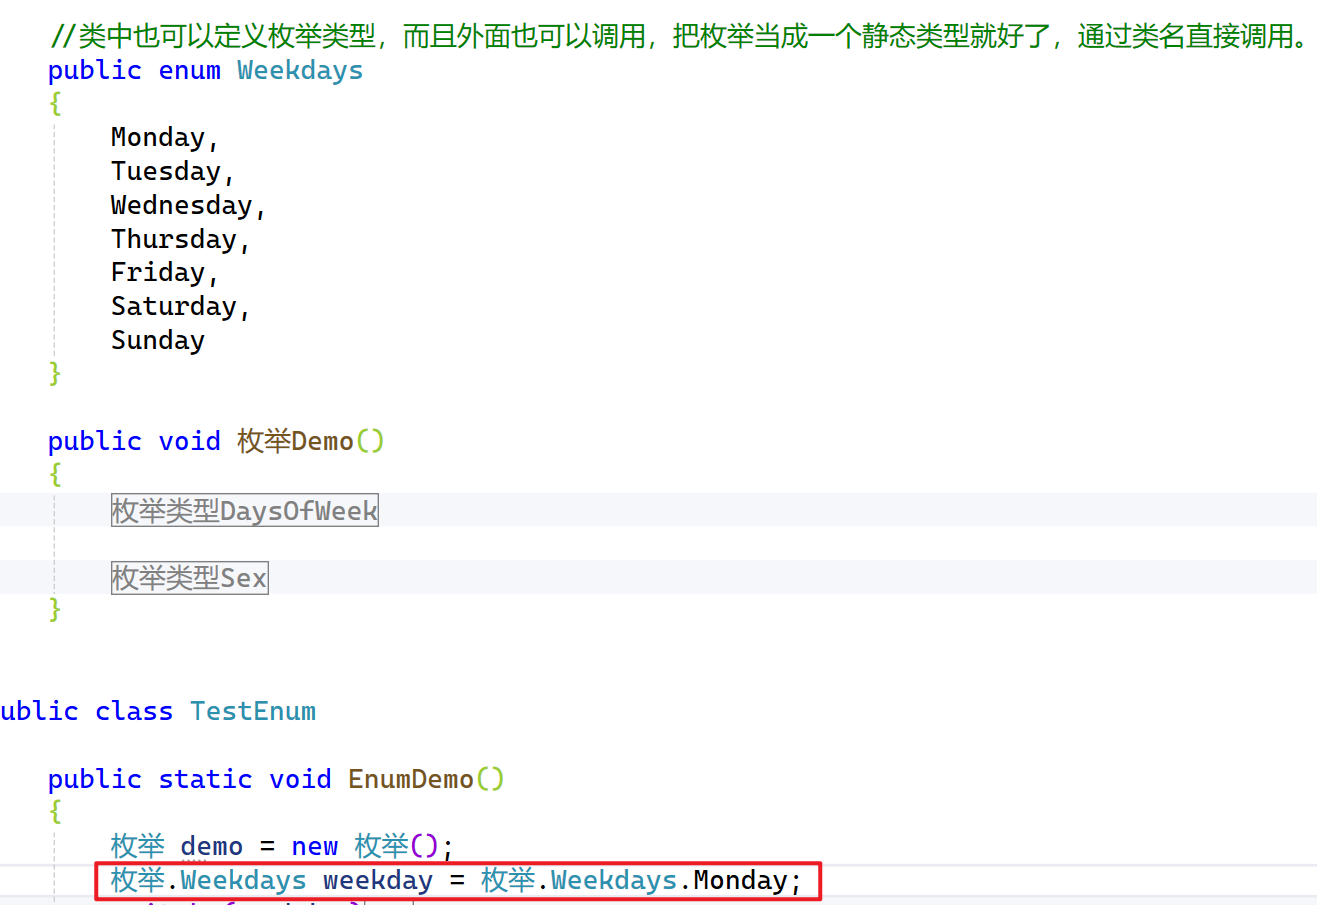 //类中也可以定义枚举类型，而且外面也可以调用，把枚举当成一个静态类型就好了，通过类名直接调用。
public enum Weekdays
{
Monday,
Tuesday,
Wednesday,
Thursday,
Friday,
Saturday,
Sunday
}
public void 枚举Demo()
{
枚举类型DaysOfWeek
枚举类型Sex
}
ublic class TestEnum
public static void EnumDemo()
{
枚举 demo = new 枚举();
枚举.Weekdays weekday = 枚举.Weekdays.Monday;